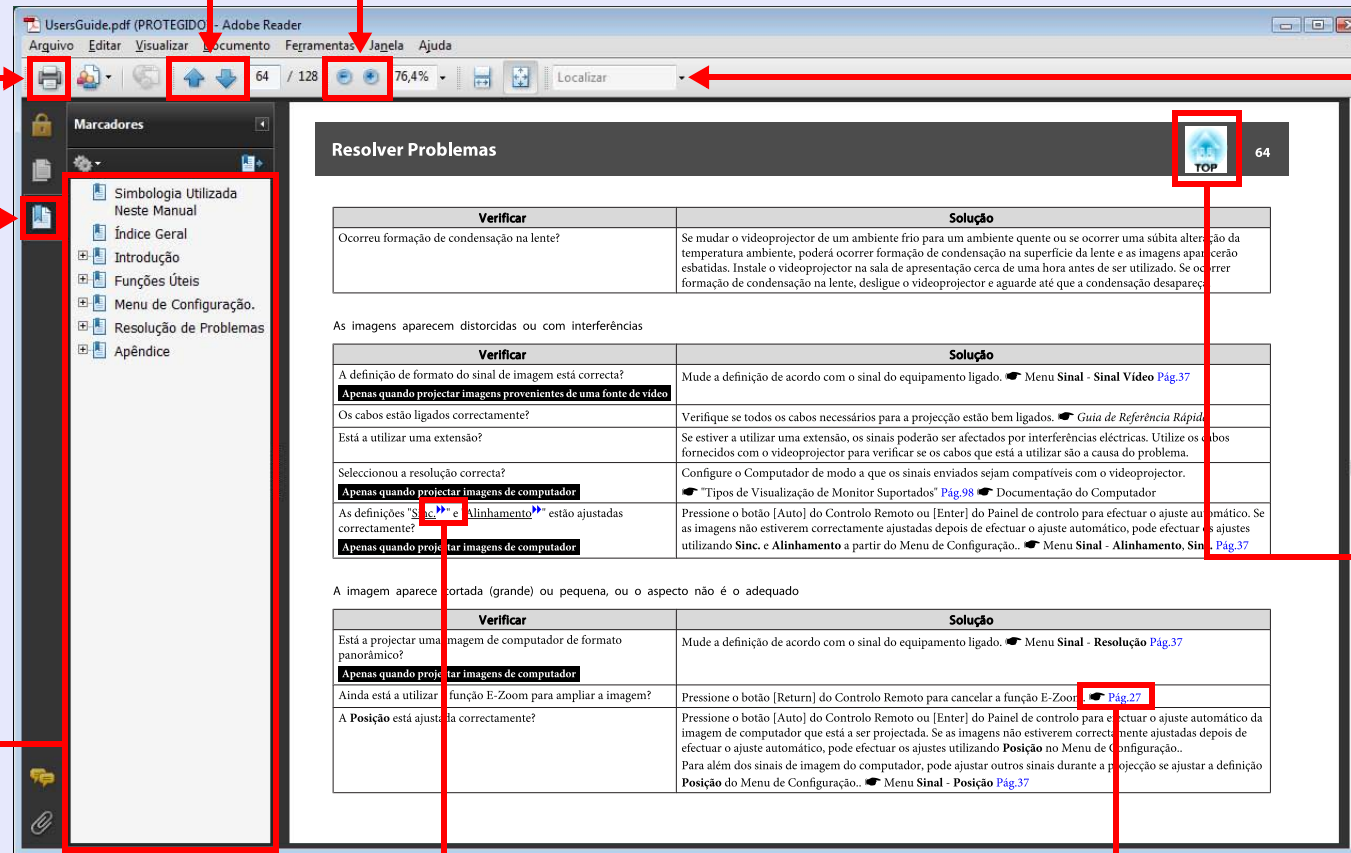 UsersGuide.pdf (PROTEGIDO) - Adobe Reader
Arquivo Editar Visualizar Documento Ferramentas Janela Ajuda
64 / 128 76,4% Localizar
Marcadores
Simbologia Utilizada
Neste Manual
Índice Geral
Introdução
Funções Úteis
Menu de Configuração.
Resolução de Problemas
Apêndice
Resolver Problemas
TOP
64
Verificar Solução
Ocorreu formação de condensação na lente?
Se mudar o videoprojector de um ambiente frio para um ambiente quente ou se ocorrer uma súbita alteração da
temperatura ambiente, poderá ocorrer formação de condensação na superfície da lente e as imagens aparecerão
esbatidas. Instale o videoprojector na sala de apresentação cerca de uma hora antes de ser utilizado. Se ocorrer
formação de condensação na lente, desligue o videoprojector e aguarde até que a condensação desapareça
As imagens aparecem distorcidas ou com interferências
Verificar Solução
A definição de formato do sinal de imagem está correcta?
Apenas quando projectar imagens provenientes de uma fonte de vídeo
Mude a definição de acordo com o sinal do equipamento ligado. ☛ Menu Sinal - Sinal Vídeo Pág.37
Os cabos estão ligados correctamente?
Verifique se todos os cabos necessários para a projecção estão bem ligados. ☛ Guia de Referência Rápida
Está a utilizar uma extensão?
Se estiver a utilizar uma extensão, os sinais poderão ser afectados por interferências eléctricas. Utilize os cabos
fornecidos com o videoprojector para verificar se os cabos que está a utilizar são a causa do problema.
Seleccionou a resolução correcta?
Apenas quando projectar imagens de computador
Configure o Computador de modo a que os sinais enviados sejam compatíveis com o videoprojector.
☛ "Tipos de Visualização de Monitor Suportados" Pág.98 ☛ Documentação do Computador
As definições "Sinc." e "Alinhamento" estão ajustadas
correctamente?
Apenas quando projectar imagens de computador
Pressione o botão [Auto] do Controlo Remoto ou [Enter] do Painel de controlo para efectuar o ajuste automático. Se
as imagens não estiverem correctamente ajustadas depois de efectuar o ajuste automático, pode efectuar os ajustes
utilizando Sinc. e Alinhamento a partir do Menu de Configuração.. ☛ Menu Sinal - Alinhamento, Sinc. Pág.37
A imagem aparece cortada (grande) ou pequena, ou o aspecto não é o adequado
Verificar Solução
Está a projectar uma imagem de computador de formato
panorâmico?
Apenas quando projectar imagens de computador
Mude a definição de acordo com o sinal do equipamento ligado. ☛ Menu Sinal - Resolução Pág.37
Ainda está a utilizar a função E-Zoom para ampliar a imagem?
Pressione o botão [Return] do Controlo Remoto para cancelar a função E-Zoom. ☛ Pág.27
A Posição está ajustada correctamente?
Pressione o botão [Auto] do Controlo Remoto ou [Enter] do Painel de controlo para efectuar o ajuste automático da
imagem de computador que está a ser projectada. Se as imagens não estiverem correctamente ajustadas depois de
efectuar o ajuste automático, pode efectuar os ajustes utilizando Posição no Menu de Configuração..
Para além dos sinais de imagem do computador, pode ajustar outros sinais durante a projecção se ajustar a definição
Posição do Menu de Configuração.. ☛ Menu Sinal - Posição Pág.37